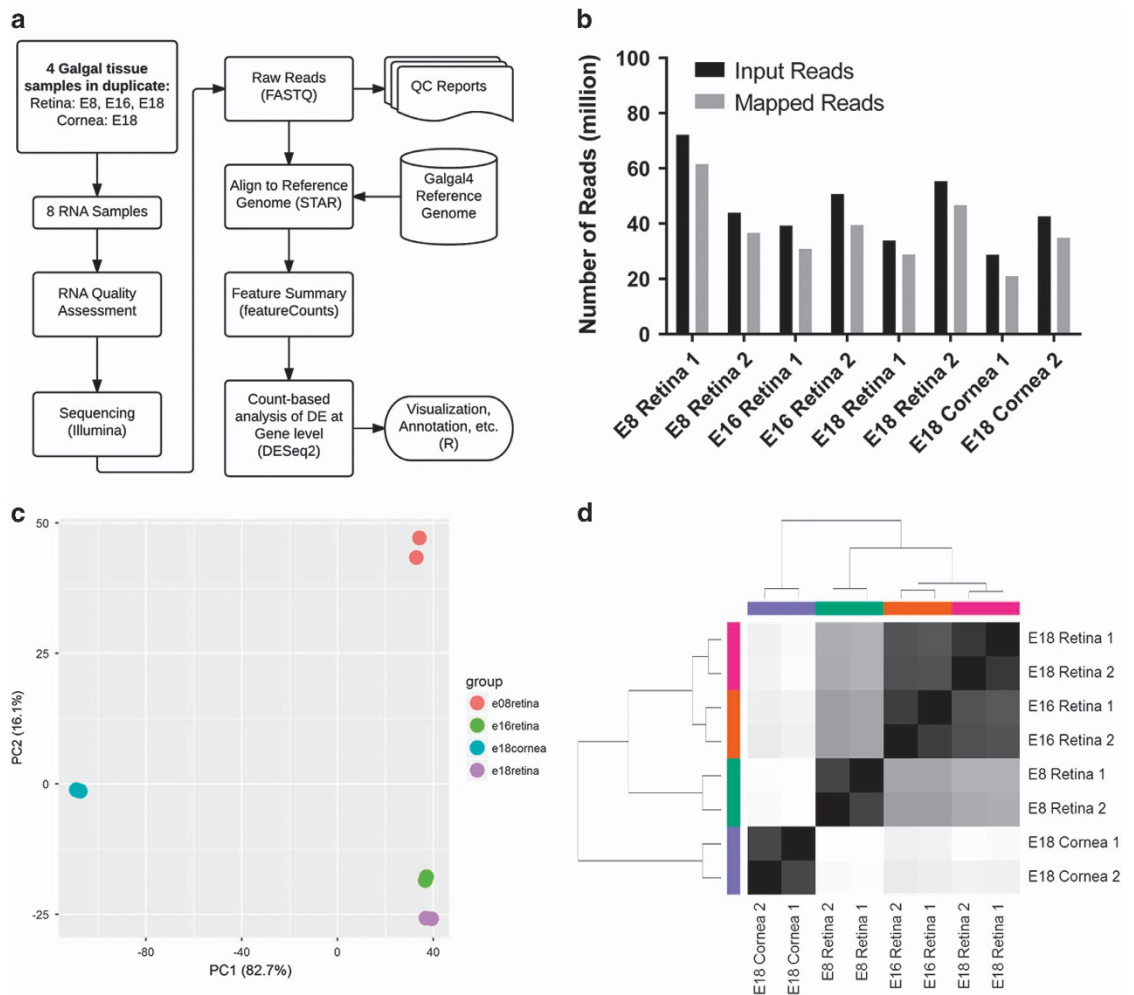 a
4 Galgal tissue
samples in duplicate:
Retina: E8, E16, E18
Cornea: E18
8 RNA Samples
RNA Quality
Assessment
Sequencing
(Illumina)
Raw Reads
(FASTQ)
QC Reports
Align to Reference
Genome (STAR)
Galgal4
Reference
Genome
Feature Summary
(featureCounts)
Count-based
analysis of DE at
Gene level
(DESeq2)
Visualization,
Annotation, etc.
(R)
b
Number of Reads (million)
100
80
60
40
20
0
Input Reads
Mapped Reads
E8 Retina 1
E8 Retina 2
E16 Retina 1
E16 Retina 2
E18 Retina 1
E18 Retina 2
E18 Cornea 1
E18 Cornea 2
c
PC2 (16.1%)
50
25
0
-25
-80
-40
0
40
PC1 (82.7%)
group
e08retina
e16retina
e18cornea
e18retina
d
E18 Retina 1
E18 Retina 2
E16 Retina 1
E16 Retina 2
E8 Retina 1
E8 Retina 2
E18 Cornea 1
E18 Cornea 2
E18 Cornea 2
E18 Cornea 1
E8 Retina 2
E8 Retina 1
E16 Retina 2
E16 Retina 1
E18 Retina 2
E18 Retina 1